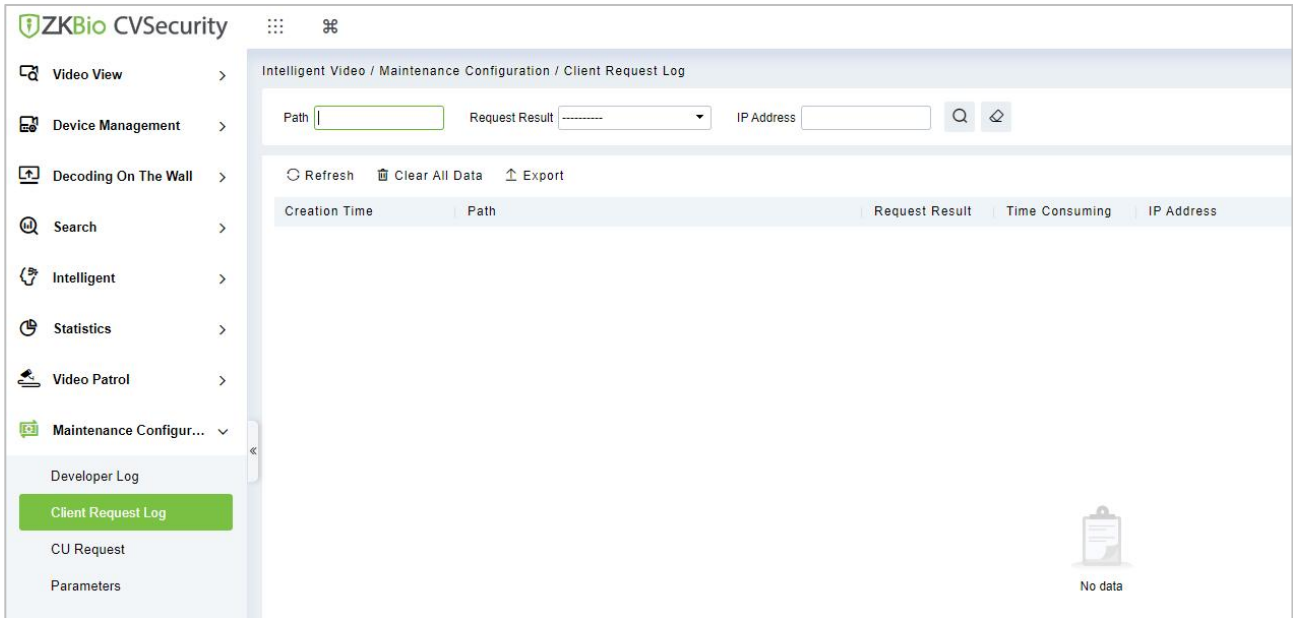 ZKBio CVSecurity
Video View
Device Management
Decoding On The Wall
Search
Intelligent
Statistics
Video Patrol
Maintenance Configur...
Developer Log
Client Request Log
CU Request
Parameters
Intelligent Video / Maintenance Configuration / Client Request Log
Path Request Result ---------- IP Address
Refresh Clear All Data Export
Creation Time Path Request Result Time Consuming IP Address
No data